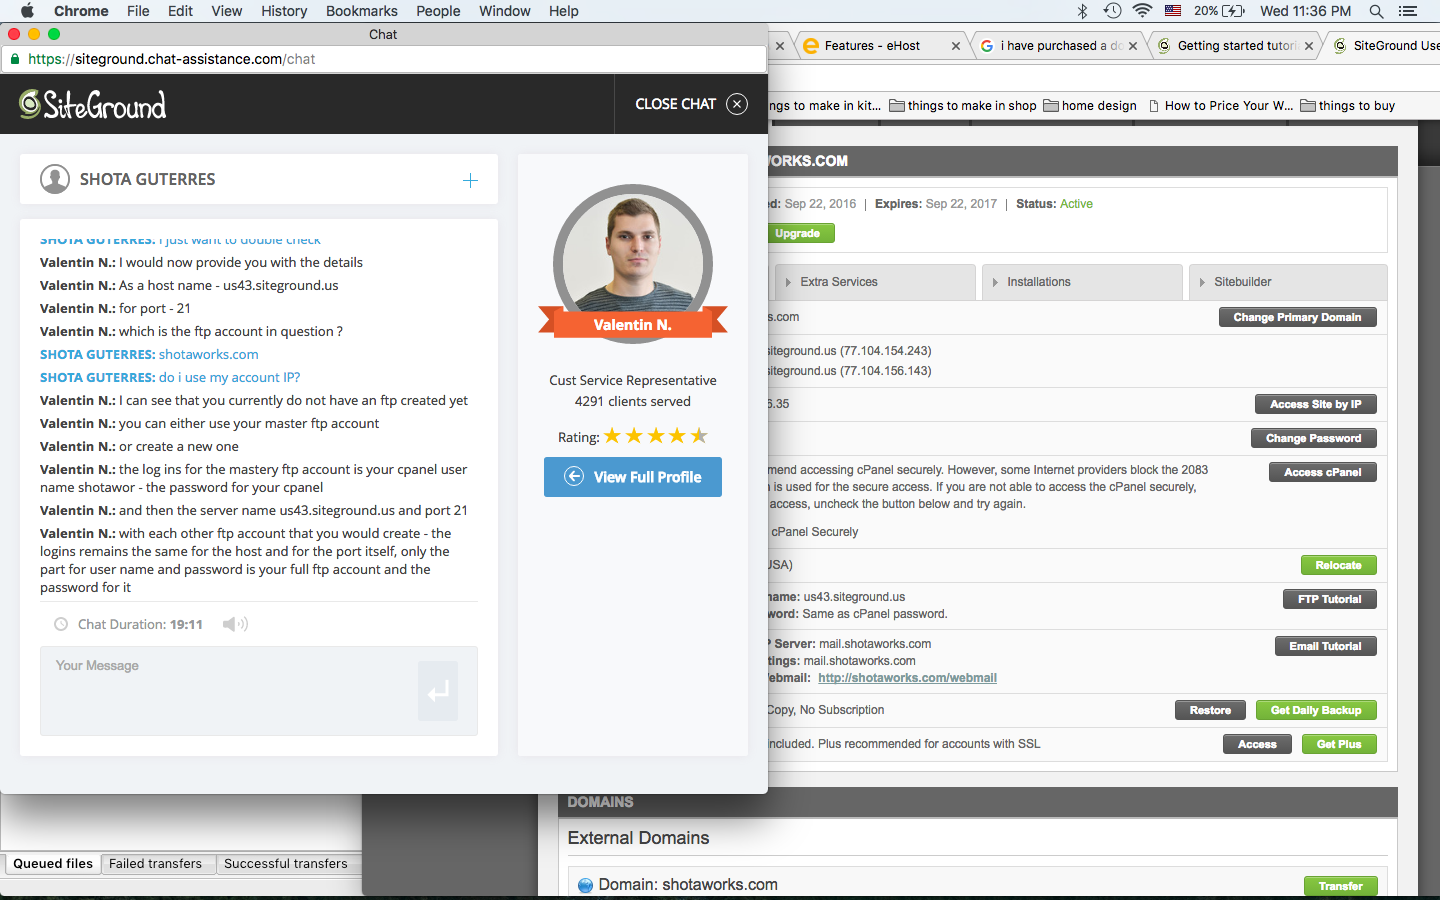 Chrome File Edit View History Bookmarks People Window Help
20% Wed 11:36 PM
Chat
https://siteground.chat-assistance.com/chat
Features - eHost
i have purchased a do
Getting started tutori
SiteGround Use
ngs to make in kit...
things to make in shop
home design
How to Price Your W...
things to buy
SiteGround
CLOSE CHAT
SHOTA GUTERRES
SHOTA GUTERRES: i just want to double check
Valentin N.: I would now provide you with the details
Valentin N.: As a host name - us43.siteground.us
Valentin N.: for port - 21
Valentin N.: which is the ftp account in question ?
SHOTA GUTERRES: shotaworks.com
SHOTA GUTERRES: do i use my account IP?
Valentin N.: I can see that you currently do not have an ftp created yet
Valentin N.: you can either use your master ftp account
Valentin N.: or create a new one
Valentin N.: the log ins for the mastery ftp account is your cpanel user
name shotawor - the password for your cpanel
Valentin N.: and then the server name us43.siteground.us and port 21
Valentin N.: with each other ftp account that you would create - the
logins remains the same for the host and for the port itself, only the
part for user name and password is your full ftp account and the
password for it
Chat Duration: 19:11
Your Message
Valentin N.
Cust Service Representative
4291 clients served
Rating:
View Full Profile
WORKS.COM
ed: Sep 22, 2016 | Expires: Sep 22, 2017 | Status: Active
Upgrade
Extra Services
Installations
Sitebuilder
s.com
Change Primary Domain
siteground.us (77.104.154.243)
siteground.us (77.104.156.143)
6.35
Access Site by IP
Change Password
mend accessing cPanel securely. However, some Internet providers block the 2083
n is used for the secure access. If you are not able to access the cPanel securely,
access, uncheck the button below and try again.
Access cPanel
cPanel Securely
USA)
Relocate
name: us43.siteground.us
word: Same as cPanel password.
FTP Tutorial
P Server: mail.shotaworks.com
tings: mail.shotaworks.com
ebmail: http://shotaworks.com/webmail
Email Tutorial
Copy, No Subscription
Restore
Get Daily Backup
included. Plus recommended for accounts with SSL
Access
Get Plus
DOMAINS
External Domains
Domain: shotaworks.com
Transfer
Queued files
Failed transfers
Successful transfers